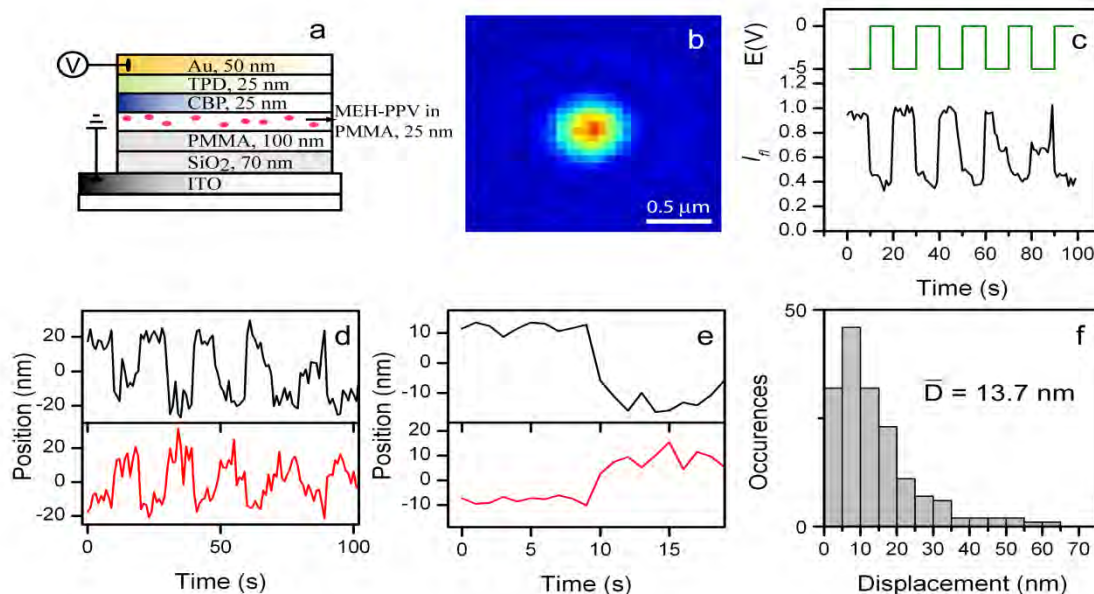 a
V
Au, 50 nm
TPD, 25 nm
CBP, 25 nm
MEH-PPV in
PMMA, 25 nm
PMMA, 100 nm
SiO₂, 70 nm
ITO
b
0.5 μm
c
E(V)
0
-5
I_fl
1.2
1.0
0.8
0.6
0.4
0.2
0.0
0 20 40 60 80 100
Time (s)
d
Position (nm)
20
0
-20
20
0
-20
0 50 100
Time (s)
e
Position (nm)
10
0
-10
20
10
0
-10
0 5 10 15
Time (s)
f
Occurences
50
0
D̅ = 13.7 nm
0 10 20 30 40 50 60 70
Displacement (nm)